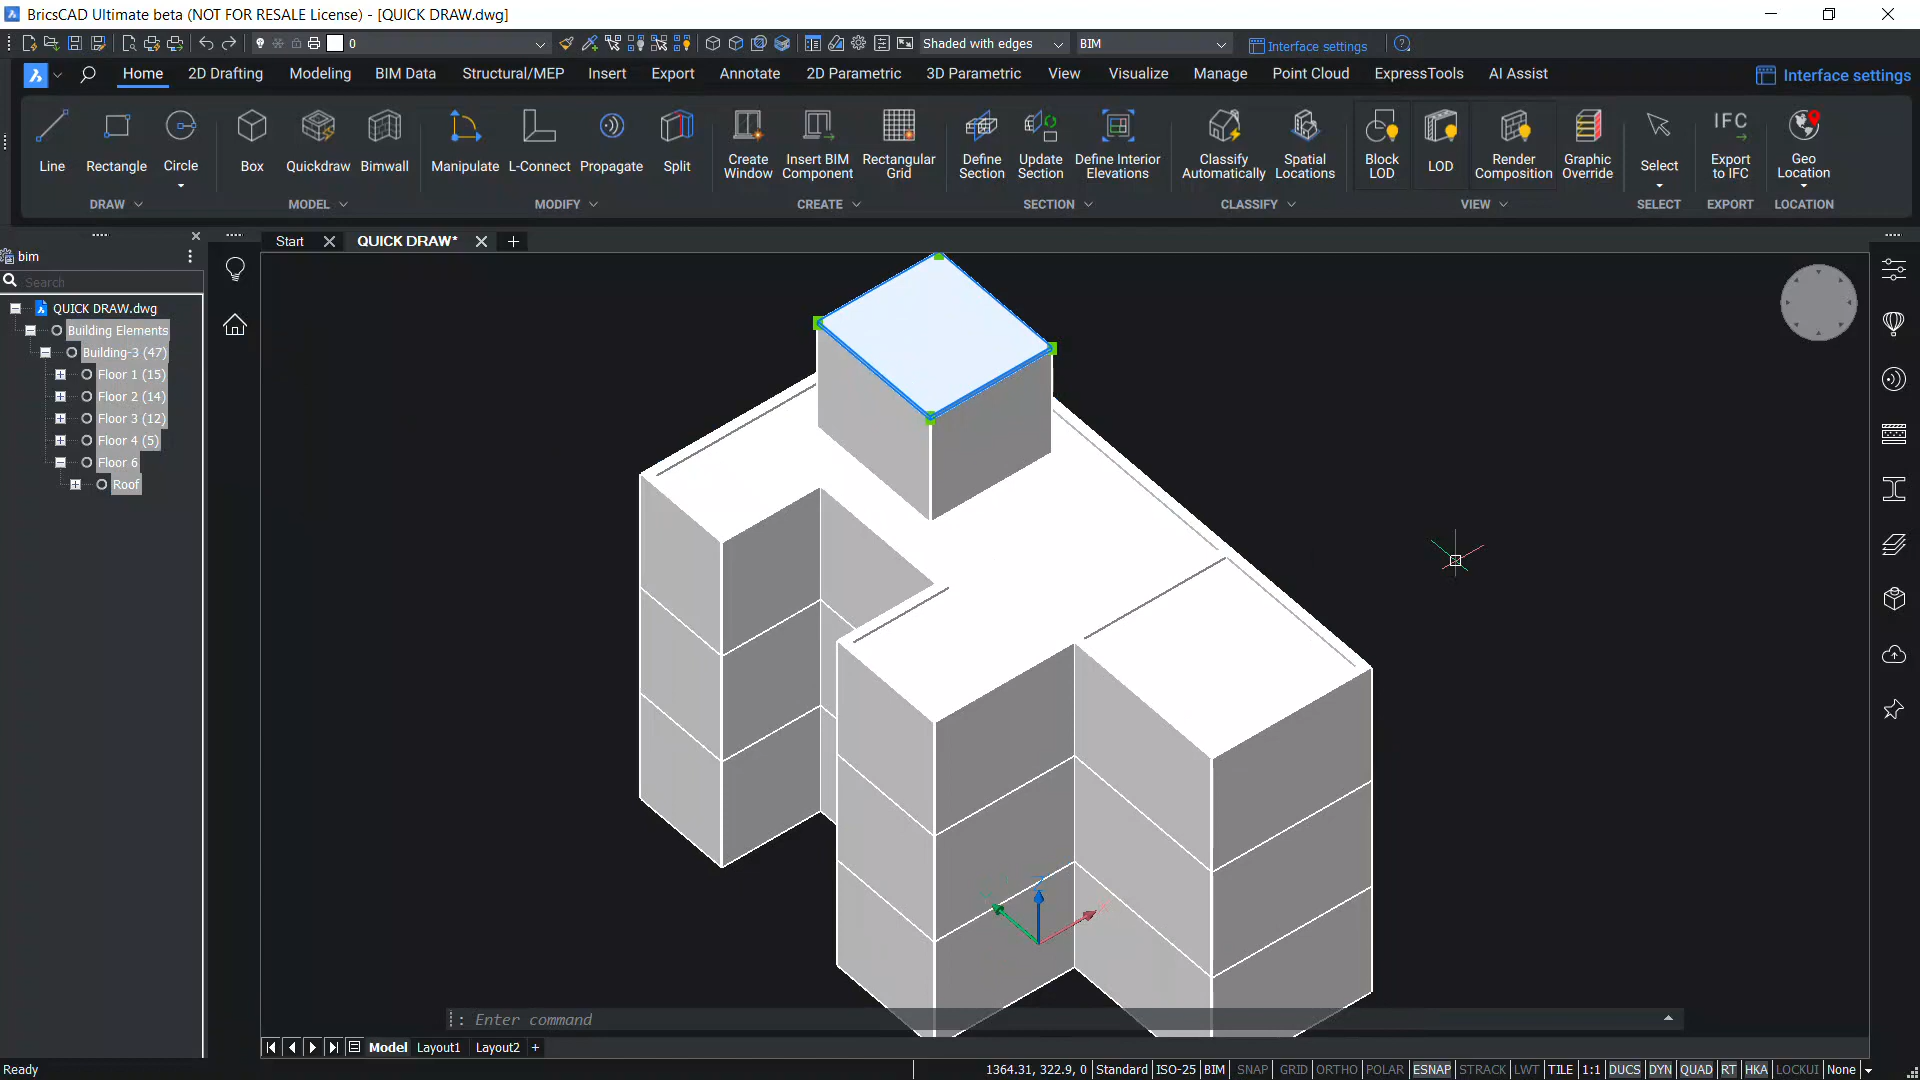 BricsCAD Ultimate beta (NOT FOR RESALE License) - [QUICK DRAW.dwg]
0
Shaded with edges
BIM
Interface settings
Home 2D Drafting Modeling BIM Data Structural/MEP Insert Export Annotate 2D Parametric 3D Parametric View Visualize Manage Point Cloud ExpressTools AI Assist
Interface settings
Line
Rectangle
Circle
Box
Quickdraw
Bimwall
Manipulate
L-Connect
Propagate
Split
Create
Window
Insert BIM
Component
Rectangular
Grid
Define
Section
Update
Section
Define Interior
Elevations
Classify
Automatically
Spatial
Locations
Block
LOD
LOD
Render
Composition
Graphic
Override
Select
IFC
Export
to IFC
Geo
Location
DRAW MODEL MODIFY CREATE SECTION CLASSIFY VIEW SELECT EXPORT LOCATION
bim
Search
QUICK DRAW.dwg
Building Elements
Building-3 (47)
Floor 1 (15)
Floor 2 (14)
Floor 3 (12)
Floor 4 (5)
Floor 6
Roof
Start
QUICK DRAW*
: Enter command
Model Layout1 Layout2 +
Ready
1364.31, 322.9, 0 Standard ISO-25 BIM SNAP GRID ORTHO POLAR ESNAP STRACK LWT TILE 1:1 DUCS DYN QUAD RT HKA LOCKUI None